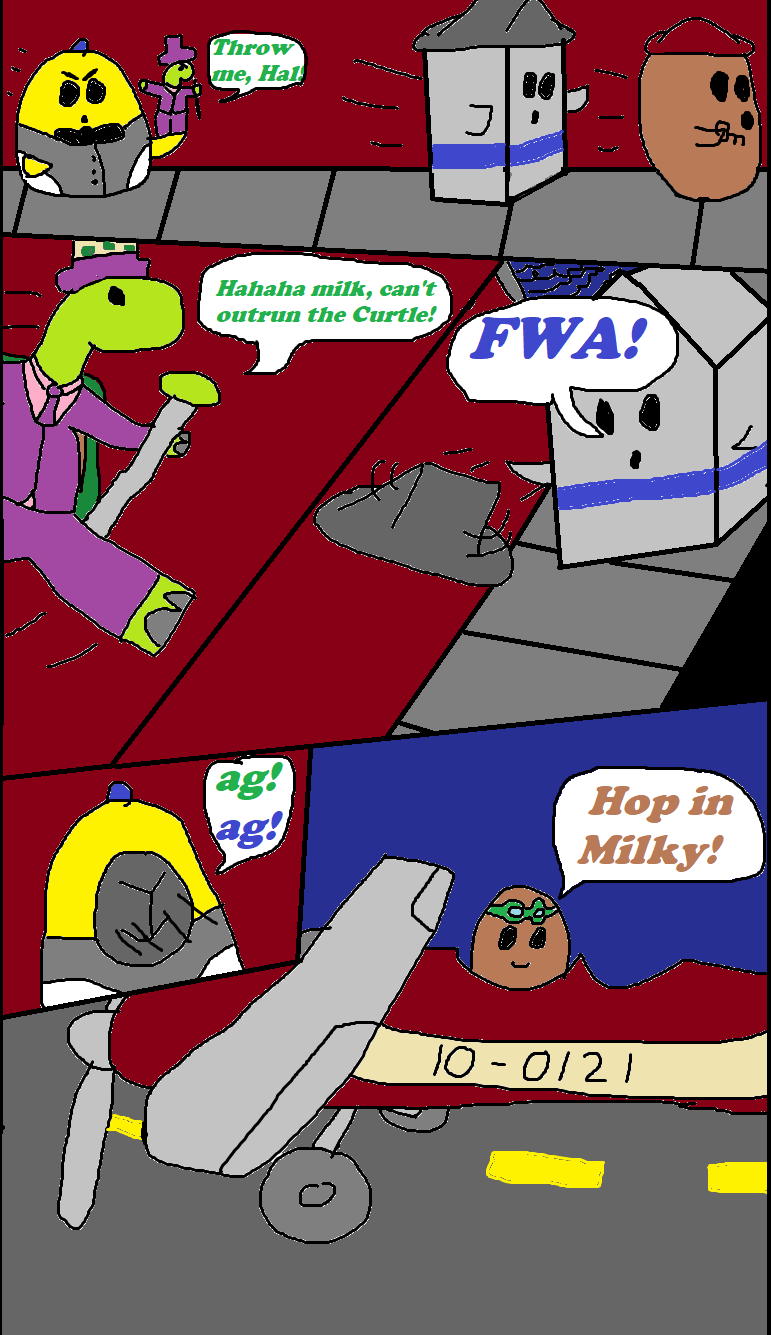 Throw
me, Hal!
Hahaha milk, can't
outrun the Curtle!
FWA!
ag!
ag!
Hop in
Milky!
10-0121